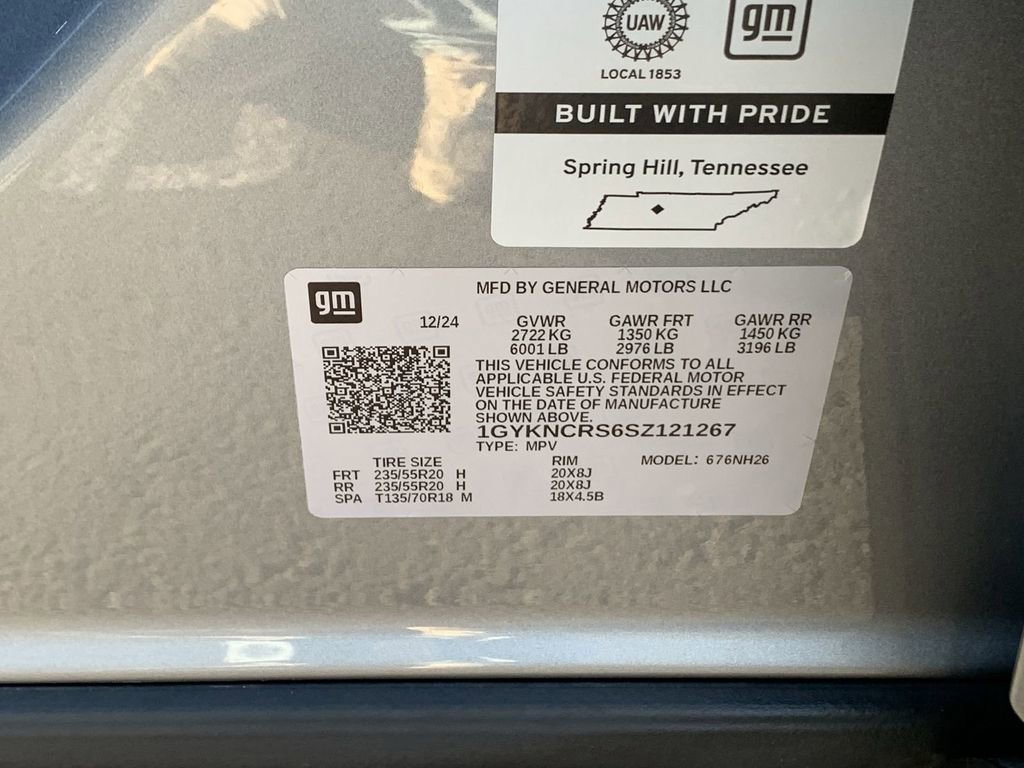 UAW
gm
LOCAL 1853
BUILT WITH PRIDE
Spring Hill, Tennessee
gm
MFD BY GENERAL MOTORS LLC
12/24 GVWR GAWR FRT GAWR RR
2722 KG 1350 KG 1450 KG
6001 LB 2976 LB 3196 LB
THIS VEHICLE CONFORMS TO ALL
APPLICABLE U.S. FEDERAL MOTOR
VEHICLE SAFETY STANDARDS IN EFFECT
ON THE DATE OF MANUFACTURE
SHOWN ABOVE.
1GYKNCRS6SZ121267
TYPE: MPV
TIRE SIZE RIM MODEL: 676NH26
FRT 235/55R20 H 20X8J
RR 235/55R20 H 20X8J
SPA T135/70R18 M 18X4.5B